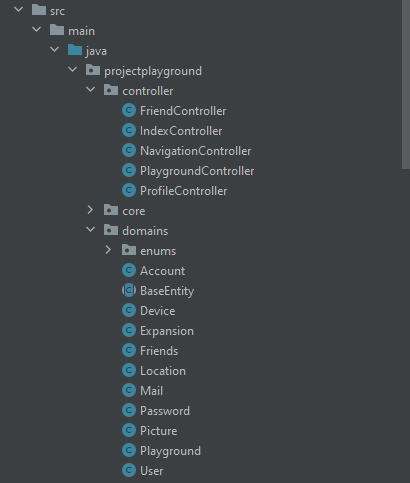 src
main
java
projectplayground
controller
FriendController
IndexController
NavigationController
PlaygroundController
ProfileController
core
domains
enums
Account
BaseEntity
Device
Expansion
Friends
Location
Mail
Password
Picture
Playground
User